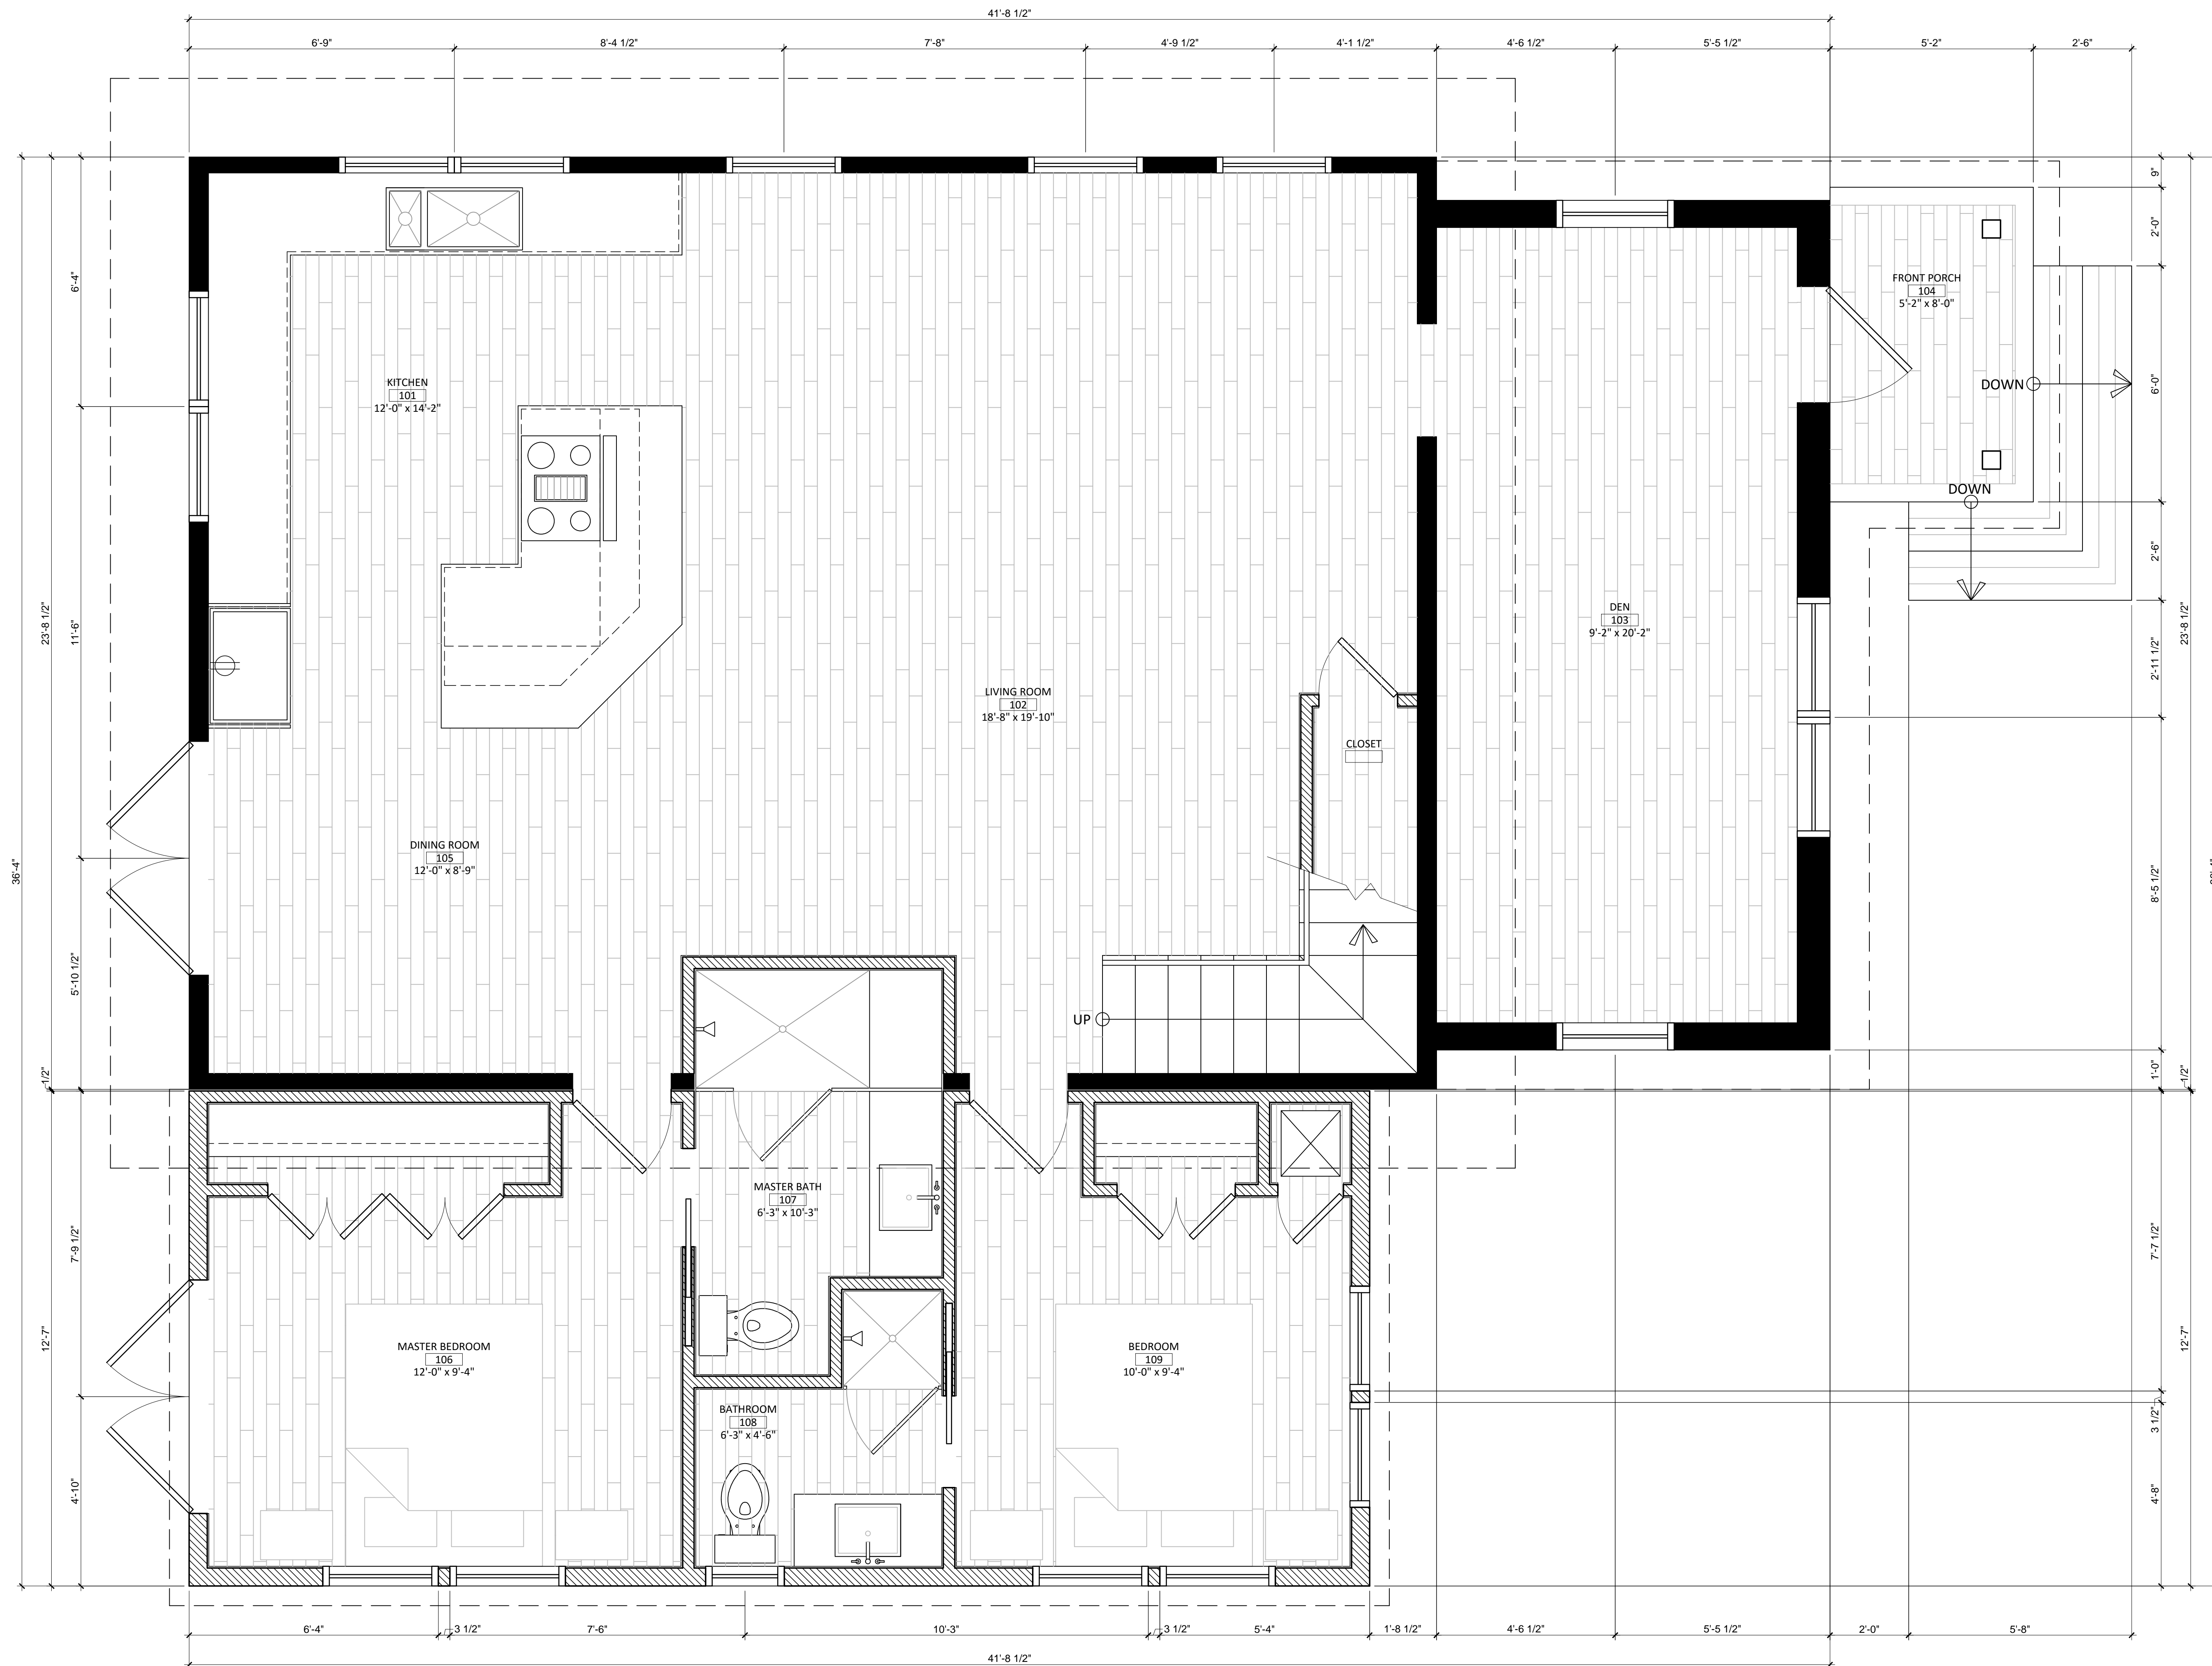 41'-8 1/2"
6'-9"
8'-4 1/2"
7'-8"
4'-9 1/2"
4'-1 1/2"
4'-6 1/2"
5'-5 1/2"
5'-2"
2'-6"
36'-4"
23'-8 1/2"
12'-7"
6'-4"
11'-6"
5'-10 1/2"
1/2"
7'-9 1/2"
4'-10"
KITCHEN
101
12'-0" x 14'-2"
LIVING ROOM
102
18'-8" x 19'-10"
DEN
103
9'-2" x 20'-2"
FRONT PORCH
104
5'-2" x 8'-0"
DOWN
DOWN
CLOSET
DINING ROOM
105
12'-0" x 8'-9"
UP
MASTER BATH
107
6'-3" x 10'-3"
MASTER BEDROOM
106
12'-0" x 9'-4"
BATHROOM
108
6'-3" x 4'-6"
BEDROOM
109
10'-0" x 9'-4"
9"
2'-0"
6'-0"
2'-6"
2'-11 1/2"
8'-5 1/2"
1'-0"
7'-7 1/2"
3 1/2"
4'-8"
23'-8 1/2"
1/2"
12'-7"
6'-4"
3 1/2"
7'-6"
10'-3"
3 1/2"
5'-4"
1'-8 1/2"
4'-6 1/2"
5'-5 1/2"
2'-0"
5'-8"
41'-8 1/2"